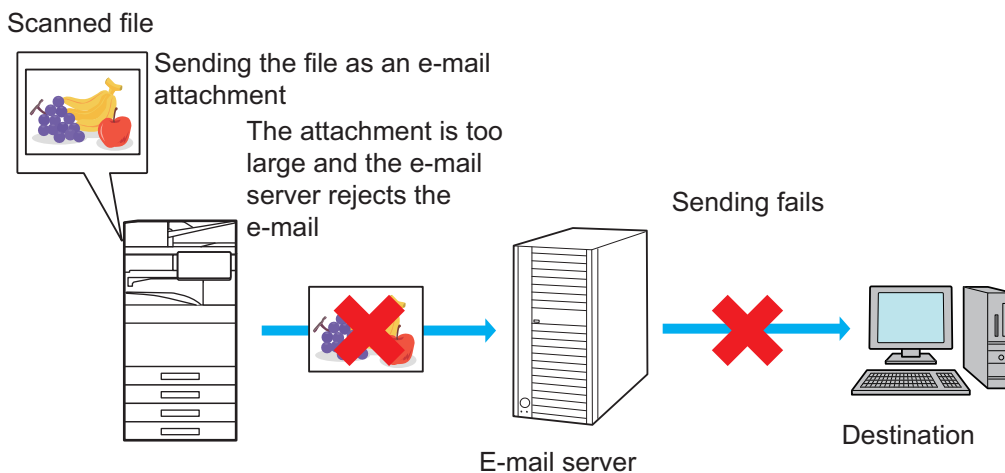 Scanned file
Sending the file as an e-mail
attachment
The attachment is too
large and the e-mail
server rejects the
e-mail
Sending fails
E-mail server
Destination